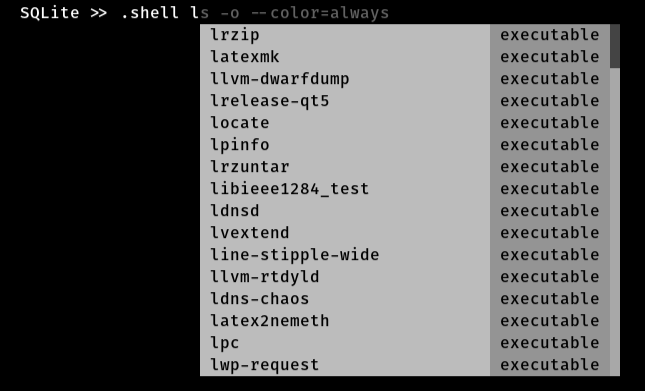 SQLite >> .shell ls -o --color=always
lrzip executable
latexmk executable
llvm-dwarfdump executable
lrelease-qt5 executable
locate executable
lpinfo executable
lrzuntar executable
libieee1284_test executable
ldnsd executable
lvextend executable
line-stipple-wide executable
llvm-rtdyld executable
ldns-chaos executable
latex2nemeth executable
lpc executable
lwp-request executable